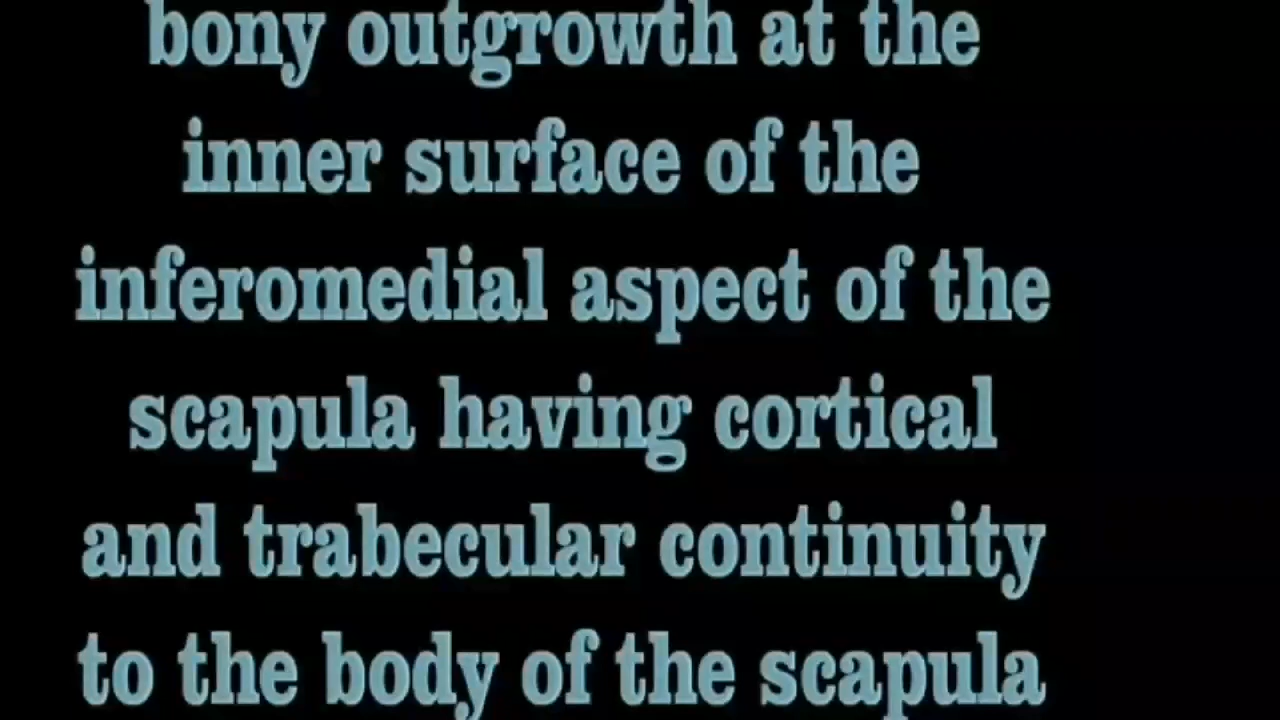 bony outgrowth at the
inner surface of the
inferomedial aspect of the
scapula having cortical
and trabecular continuity
to the body of the scapula